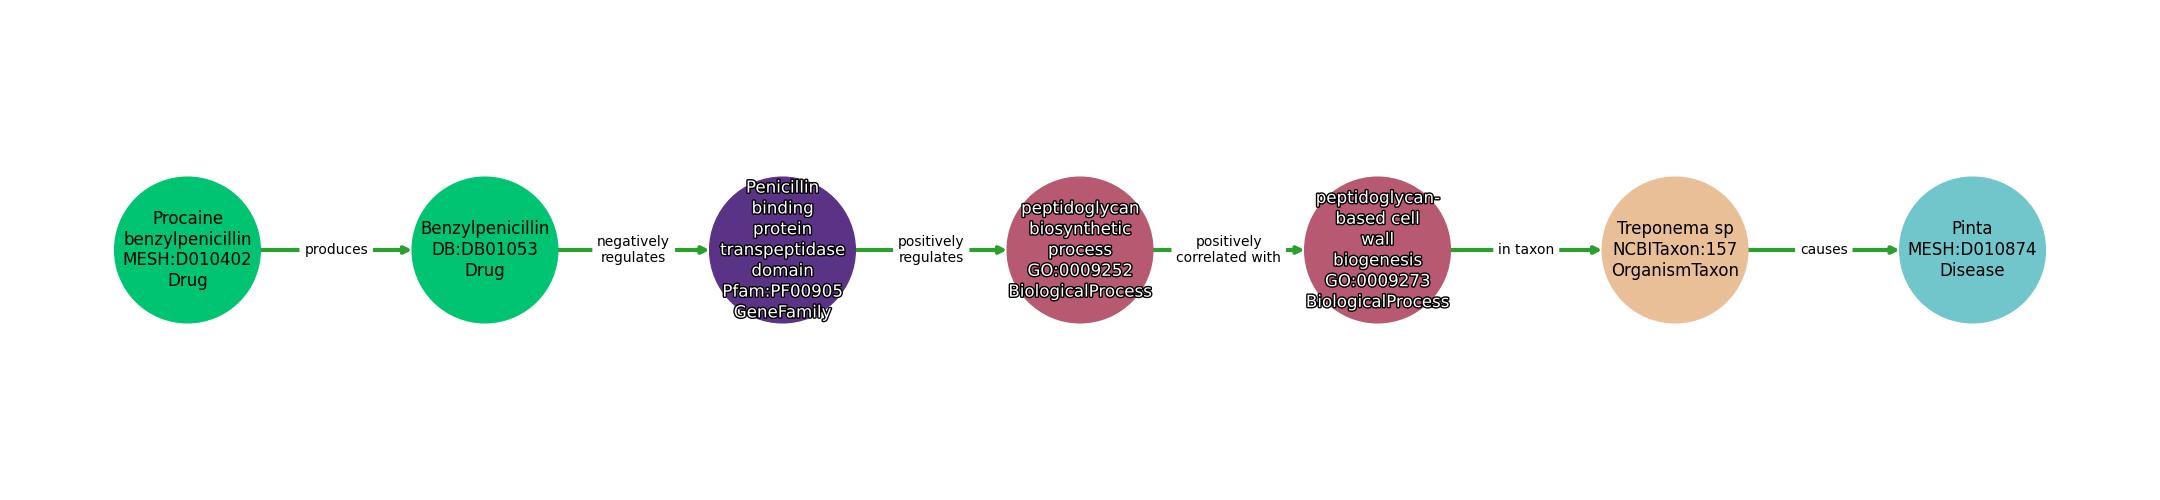 Procaine
benzylpenicillin
MESH:D010402
Drug
produces
Benzylpenicillin
DB:DB01053
Drug
negatively
regulates
Penicillin
binding
protein
transpeptidase
domain
Pfam:PF00905
GeneFamily
positively
regulates
peptidoglycan
biosynthetic
process
GO:0009252
BiologicalProcess
positively
correlated with
peptidoglycan-
based cell
wall
biogenesis
GO:0009273
BiologicalProcess
in taxon
Treponema sp
NCBITaxon:157
OrganismTaxon
causes
Pinta
MESH:D010874
Disease